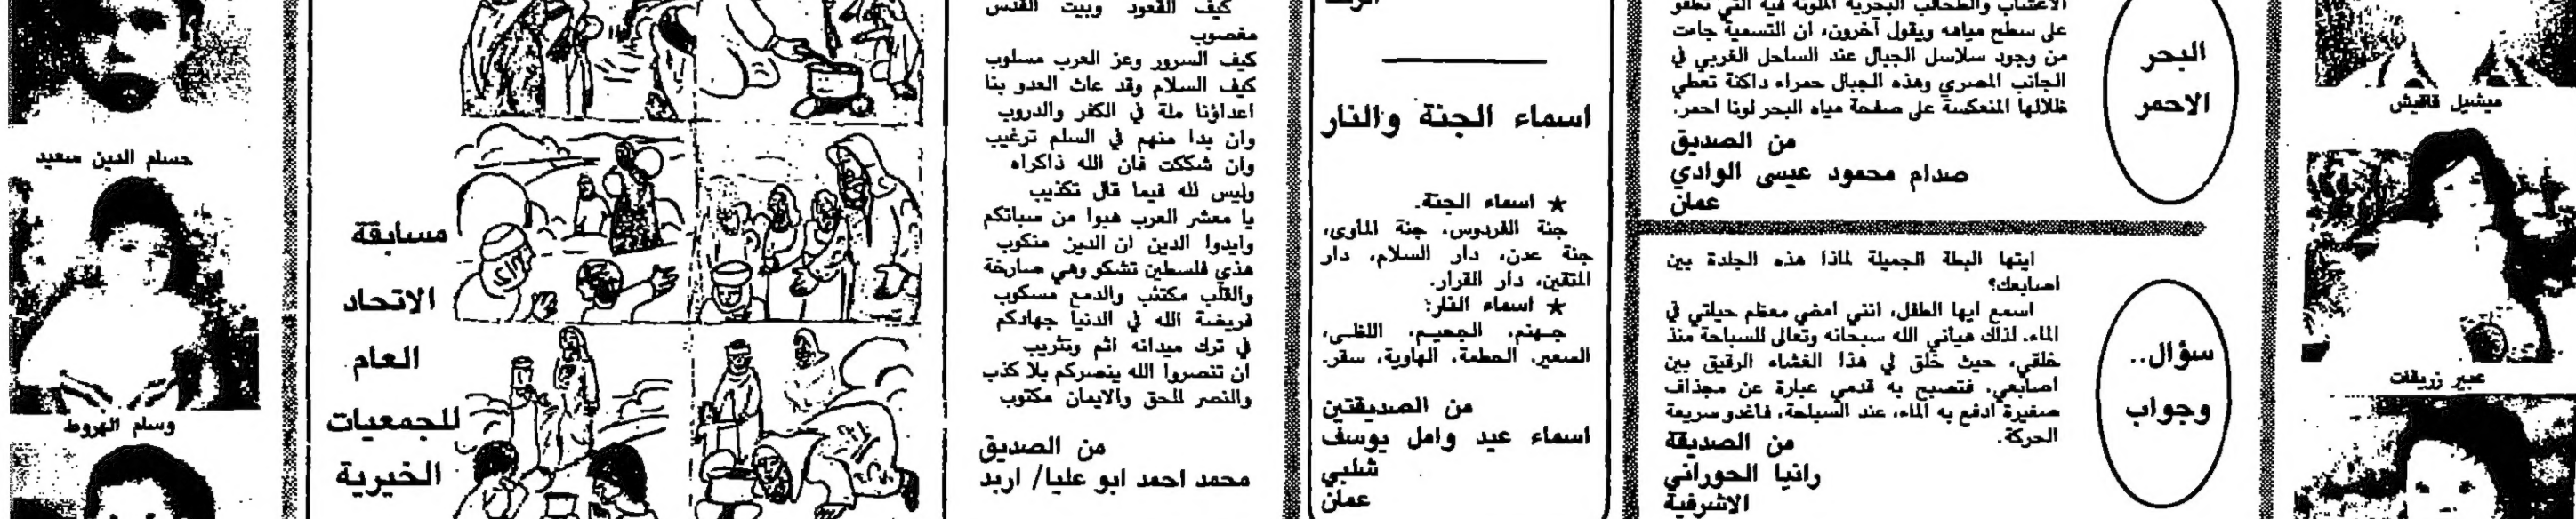 ميشيل قاقيش
عبير زريقات
البحر
الاحمر
الاعشاب والطحالب البحرية الملونة فيه التي تطفو
على سطح مياهه ويقول آخرون، ان التسمية جاءت
من وجود سلاسل الجبال عند الساحل الغربي في
الجانب المصري وهذه الجبال حمراء داكنة تعطي
ظلالها المنعكسة على صفحة مياه البحر لونا احمر.
من الصديق
صدام محمود عيسى الوادي
عمان
سؤال..
وجواب
ايتها البطة الجميلة لماذا هذه الجلدة بين
اصابعك؟
اسمع ايها الطفل، انني امضي معظم حياتي في
الماء، لذلك هيأني الله سبحانه وتعالى للسباحة منذ
خلقي، حيث خلق لي هذا الغشاء الرقيق بين
اصابعي، فتصبح به قدمي عبارة عن مجذاف
صغيرة ادفع به الماء، عند السباحة، فاغدو سريعة
الحركة.
من الصديقة
رانيا الحوراني
الاشرفية
اسماء الجنة والنار
★ اسماء الجنة.
جنة الفردوس، جنة الماوى،
جنة عدن، دار السلام، دار
المتقين، دار القرار.
★ اسماء النار:
جهنم، الجحيم، اللظى،
السعير، الحطمة، الهاوية، سقر.
من الصديقتين
اسماء عيد وامل يوسف
شلبي
عمان
كيف القعود وبيت القدس
مغصوب
كيف السرور وعز العرب مسلوب
كيف السلام وقد عاث العدو بنا
اعداؤنا ملة في الكفر والدروب
وان بدا منهم في السلم ترغيب
وان شككت فان الله ذاكراه
وليس لله فيما قال تكذيب
يا معشر العرب هبوا من سباتكم
وايدوا الدين ان الدين منكوب
هذي فلسطين تشكو وهي صارخة
والقلب مكتئب والدمع مسكوب
فريضة الله في الدنيا جهادكم
في ترك ميدانه اثم وتثريب
ان تنصروا الله ينصركم بلا كذب
والنصر للحق والايمان مكتوب
من الصديق
محمد احمد ابو عليا/ اربد
مسابقة
الاتحاد
العام
للجمعيات
الخيرية
حسام الدين سعيد
وسام الهروط